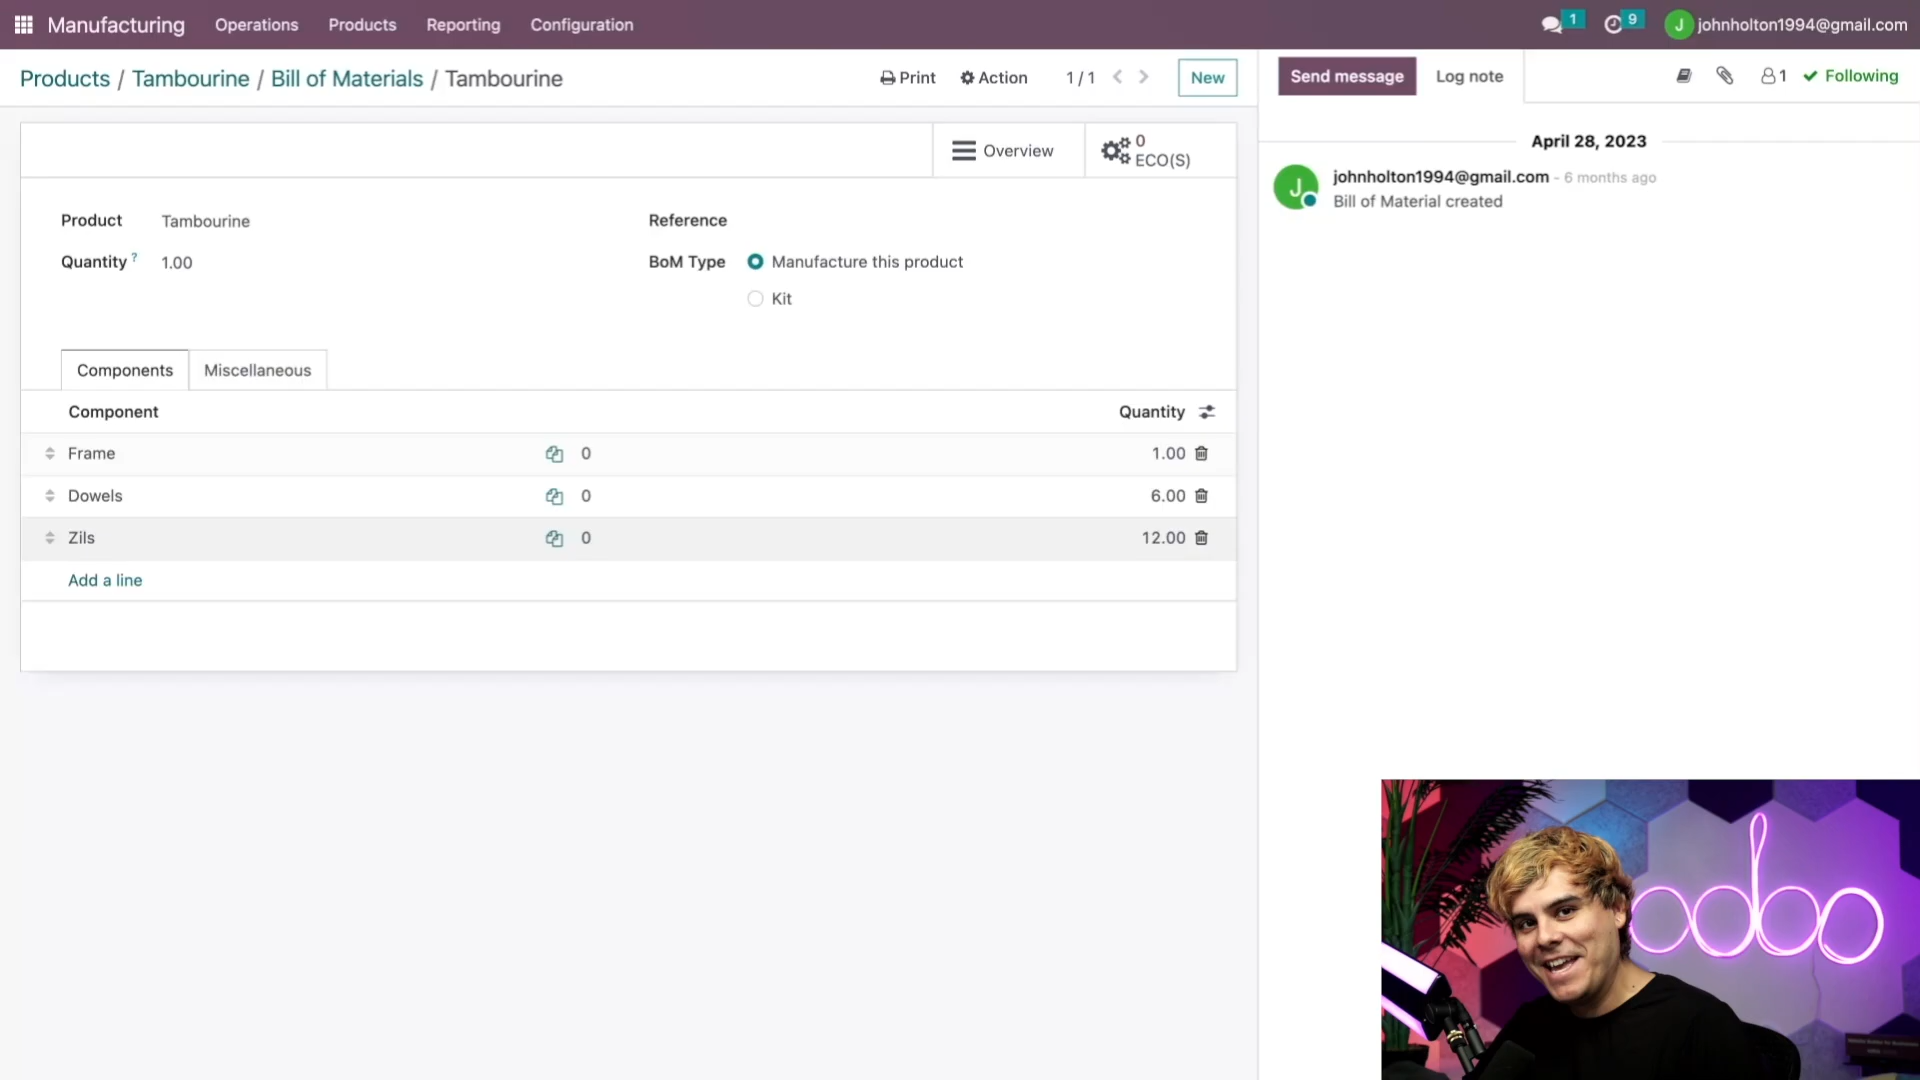 Manufacturing Operations Products Reporting Configuration 1 9 J johnholton1994@gmail.com
Products / Tambourine / Bill of Materials / Tambourine Print Action 1 / 1 New Send message Log note 1 Following
Overview 0 ECO(S)
April 28, 2023
J johnholton1994@gmail.com - 6 months ago
Bill of Material created
Product Tambourine Reference
Quantity ? 1.00 BoM Type Manufacture this product
Kit
Components Miscellaneous
Component Quantity
Frame 0 1.00
Dowels 0 6.00
Zils 0 12.00
Add a line
odoo